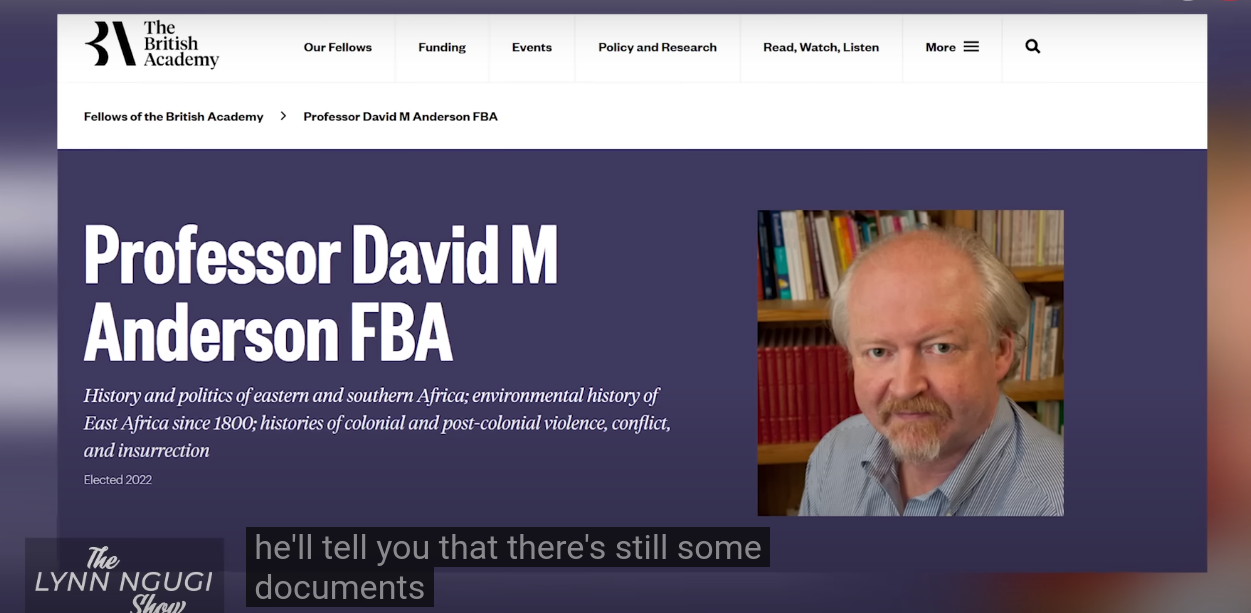 The
British
Academy
Our Fellows
Funding
Events
Policy and Research
Read, Watch, Listen
More
Fellows of the British Academy > Professor David M Anderson FBA
Professor David M
Anderson FBA
History and politics of eastern and southern Africa; environmental history of
East Africa since 1800; histories of colonial and post-colonial violence, conflict,
and insurrection
Elected 2022
The
LYNN NGUGI
Show
he'll tell you that there's still some
documents